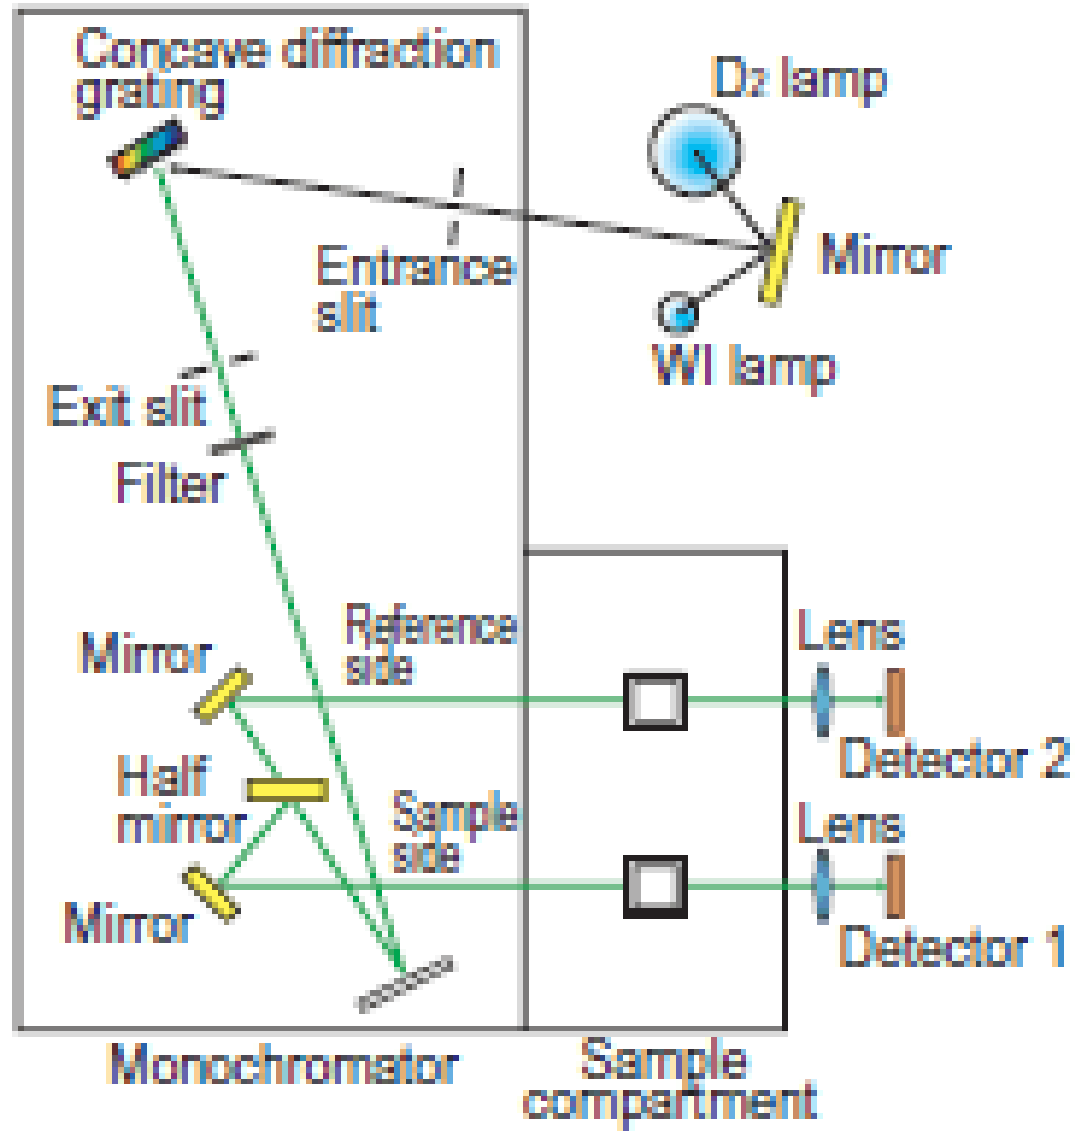 Concave diffraction
grating
D2 lamp
Entrance
slit
Mirror
WI lamp
Exit slit
Filter
Reference
side
Mirror
Lens
Detector 2
Half
mirror
Sample
side
Lens
Mirror
Detector 1
Monochromator
Sample
compartment